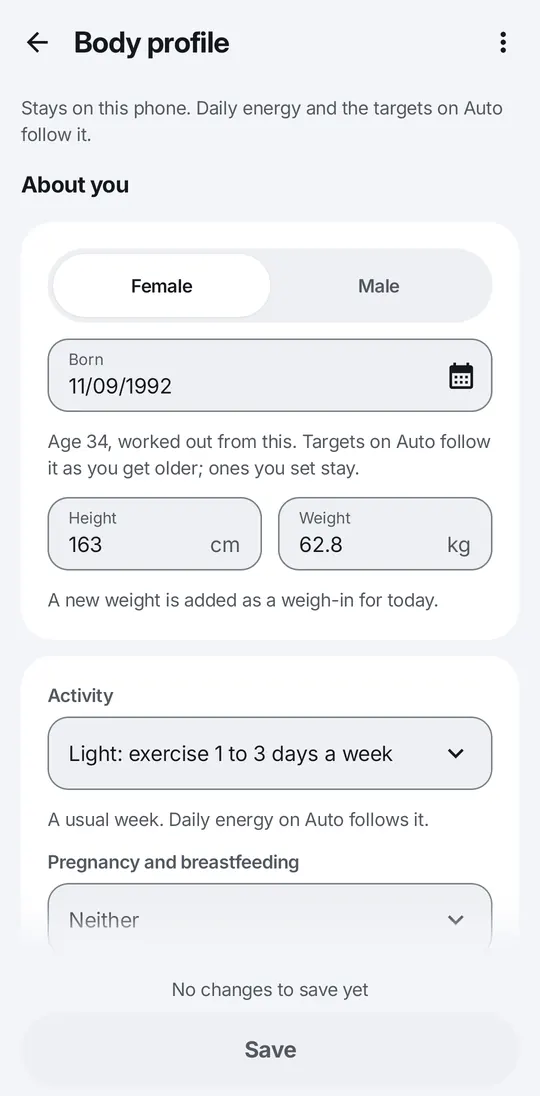 Body profile
Stays on this phone. Daily energy and the targets on Auto
follow it.
About you
Female
Male
Born
11/09/1992
Age 34, worked out from this. Targets on Auto follow
it as you get older; ones you set stay.
Height
163 cm
Weight
62.8 kg
A new weight is added as a weigh-in for today.
Activity
Light: exercise 1 to 3 days a week
A usual week. Daily energy on Auto follows it.
Pregnancy and breastfeeding
Neither
No changes to save yet
Save